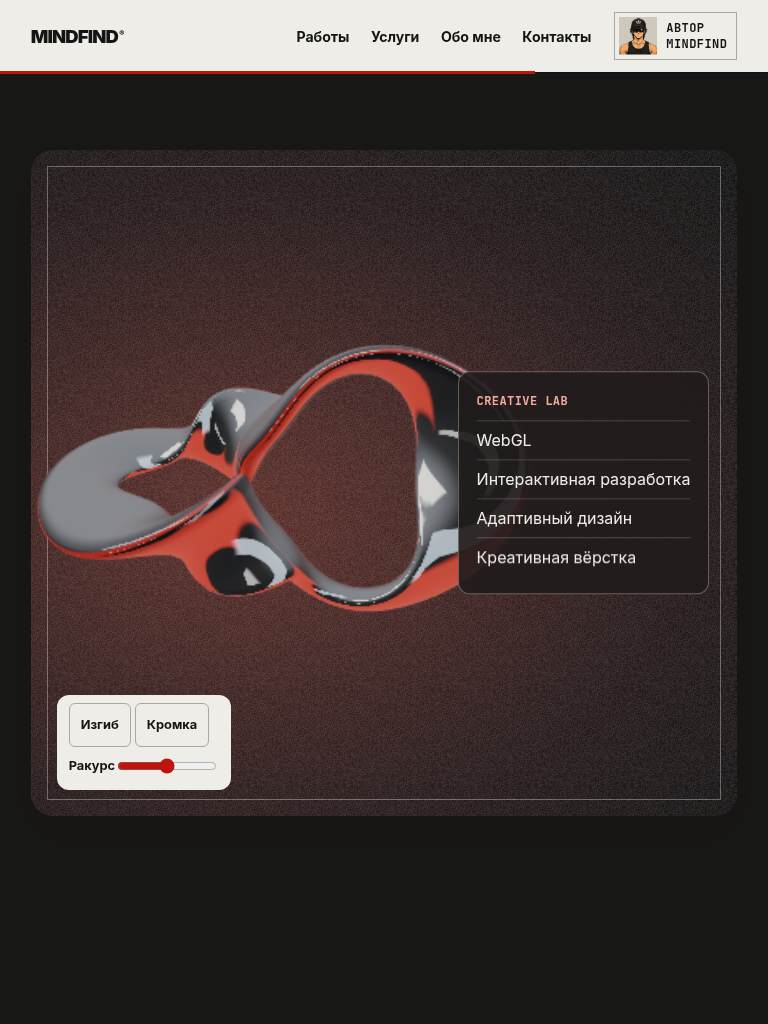 MINDFIND®
Работы Услуги Обо мне Контакты
АВТОР
MINDFIND
CREATIVE LAB
WebGL
Интерактивная разработка
Адаптивный дизайн
Креативная вёрстка
Изгиб Кромка
Ракурс